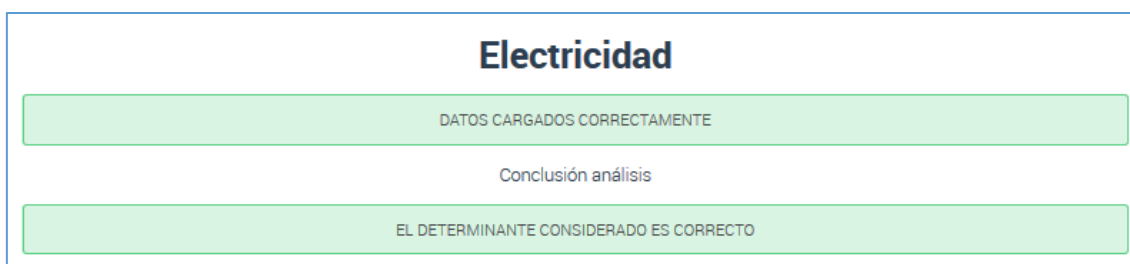 Electricidad
DATOS CARGADOS CORRECTAMENTE
Conclusión análisis
EL DETERMINANTE CONSIDERADO ES CORRECTO